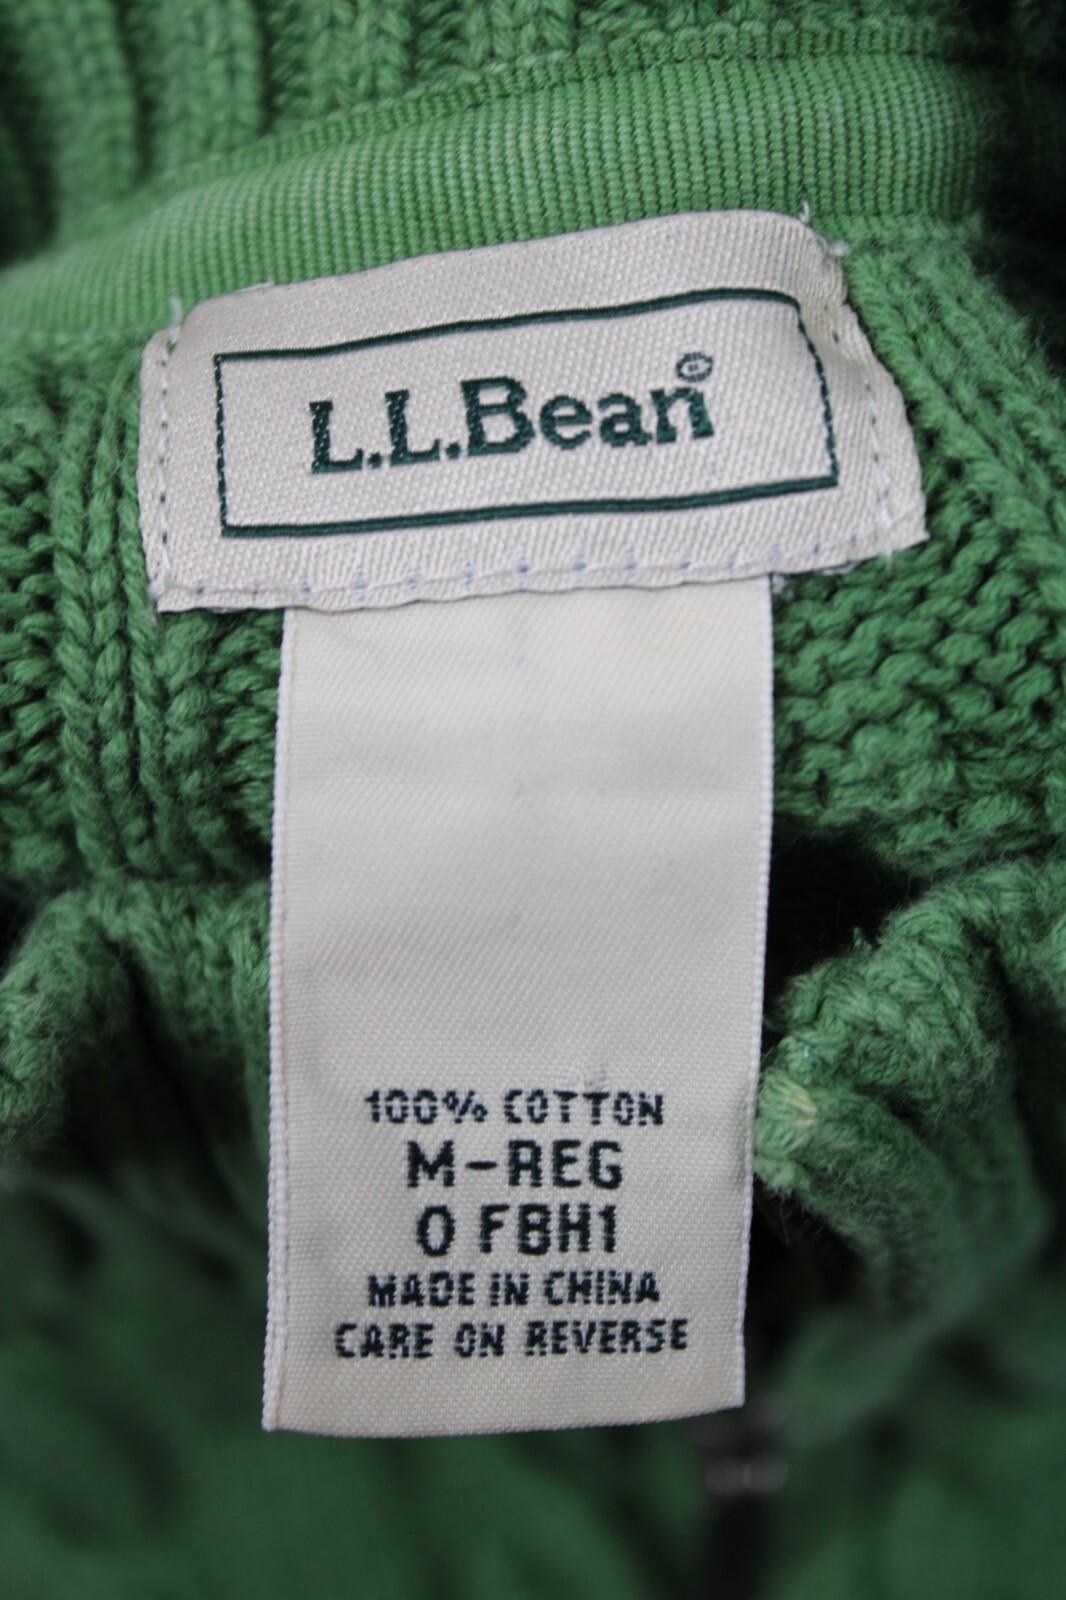 L.L.Bean
100% COTTON
M-REG
0 FBH1
MADE IN CHINA
CARE ON REVERSE